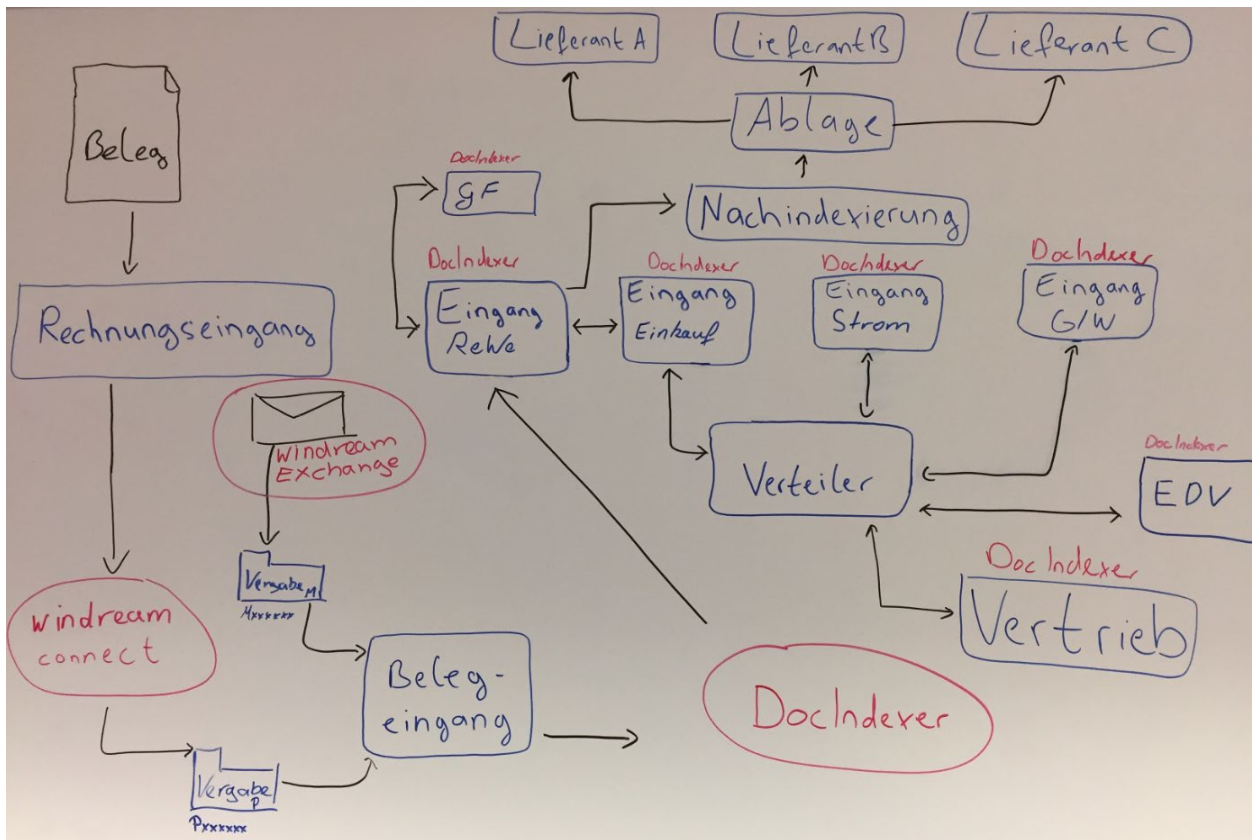 Lieferant A
Lieferant B
Lieferant C
Beleg
Ablage
DocIndexer
GF
Nachindexierung
DocIndexer
Eingang
ReWe
DocIndexer
Eingang
Einkauf
DocIndexer
Eingang
Strom
DocIndexer
Eingang
G/W
Rechnungseingang
windream
Exchange
Verteiler
DocIndexer
EDV
Vergabe M
Mxxxxxx
DocIndexer
Vertrieb
windream
connect
Beleg-
eingang
DocIndexer
Vergabe P
Pxxxxxx